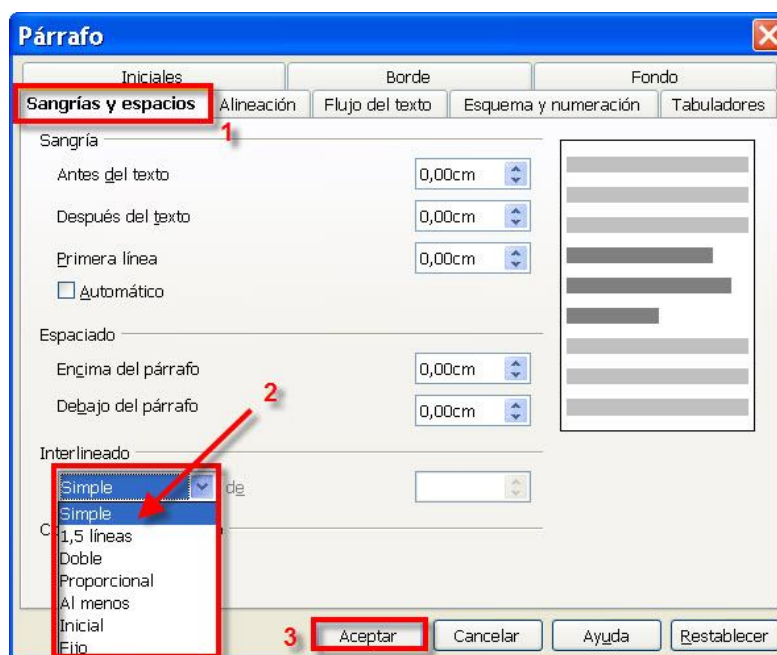 Párrafo
Iniciales Borde Fondo
Sangrías y espacios Alineación Flujo del texto Esquema y numeración Tabuladores
1
Sangría
Antes del texto 0,00cm
Después del texto 0,00cm
Primera línea 0,00cm
Automático
Espaciado
Encima del párrafo 0,00cm
2
Debajo del párrafo 0,00cm
Interlineado
Simple de
Simple
1,5 líneas
Doble
Proporcional
Al menos
Inicial
Fijo
3 Aceptar Cancelar Ayuda Restablecer